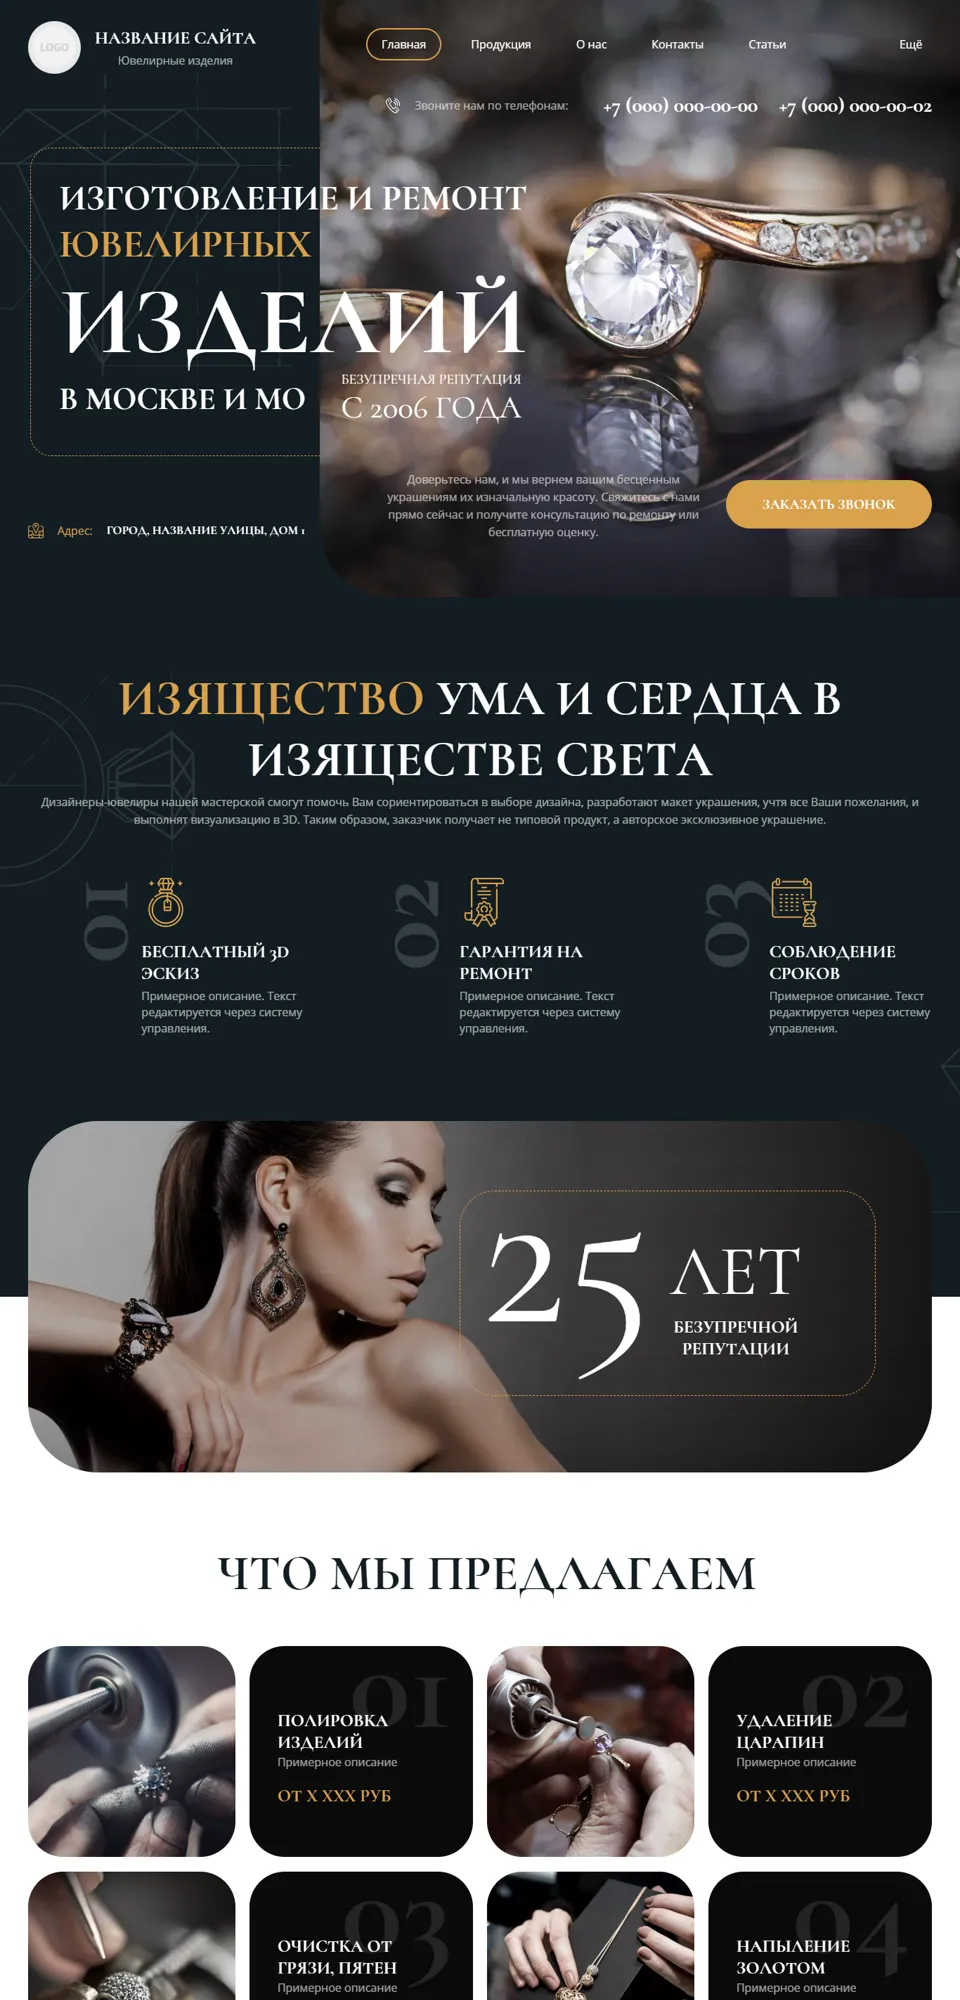 LOGO
НАЗВАНИЕ САЙТА
Ювелирные изделия
Главная
Продукция
О нас
Контакты
Статьи
Ещё
Звоните нам по телефонам:
+7 (000) 000-00-00
+7 (000) 000-00-02
ИЗГОТОВЛЕНИЕ И РЕМОНТ
ЮВЕЛИРНЫХ
ИЗДЕЛИЙ
В МОСКВЕ И МО
БЕЗУПРЕЧНАЯ РЕПУТАЦИЯ
С 2006 ГОДА
Доверьтесь нам, и мы вернем вашим бесценным
украшениям их изначальную красоту. Свяжитесь с нами
прямо сейчас и получите консультацию по ремонту или
бесплатную оценку.
ЗАКАЗАТЬ ЗВОНОК
Адрес:
ГОРОД, НАЗВАНИЕ УЛИЦЫ, ДОМ 1
ИЗЯЩЕСТВО УМА И СЕРДЦА В
ИЗЯЩЕСТВЕ СВЕТА
Дизайнеры-ювелиры нашей мастерской смогут помочь Вам сориентироваться в выборе дизайна, разработают макет украшения, учтя все Ваши пожелания, и
выполнят визуализацию в 3D. Таким образом, заказчик получает не типовой продукт, а авторское эксклюзивное украшение.
01
БЕСПЛАТНЫЙ 3D
ЭСКИЗ
Примерное описание. Текст
редактируется через систему
управления.
02
ГАРАНТИЯ НА
РЕМОНТ
Примерное описание. Текст
редактируется через систему
управления.
03
СОБЛЮДЕНИЕ
СРОКОВ
Примерное описание. Текст
редактируется через систему
управления.
25 ЛЕТ
БЕЗУПРЕЧНОЙ
РЕПУТАЦИИ
ЧТО МЫ ПРЕДЛАГАЕМ
01
ПОЛИРОВКА
ИЗДЕЛИЙ
Примерное описание
ОТ X XXX РУБ
02
УДАЛЕНИЕ
ЦАРАПИН
Примерное описание
ОТ X XXX РУБ
03
ОЧИСТКА ОТ
ГРЯЗИ, ПЯТЕН
Примерное описание
04
НАПЫЛЕНИЕ
ЗОЛОТОМ
Примерное описание